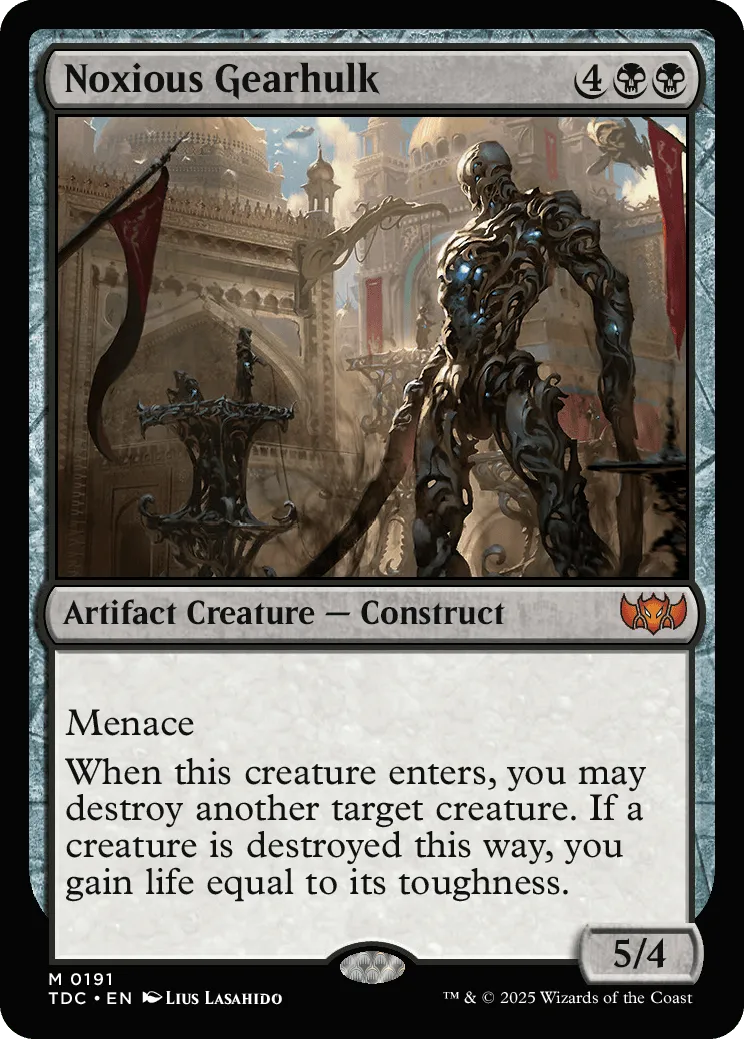 Noxious Gearhulk 4
Artifact Creature — Construct
Menace
When this creature enters, you may
destroy another target creature. If a
creature is destroyed this way, you
gain life equal to its toughness.
5/4
M 0191
TDC • EN Lius Lasahido
™ & © 2025 Wizards of the Coast